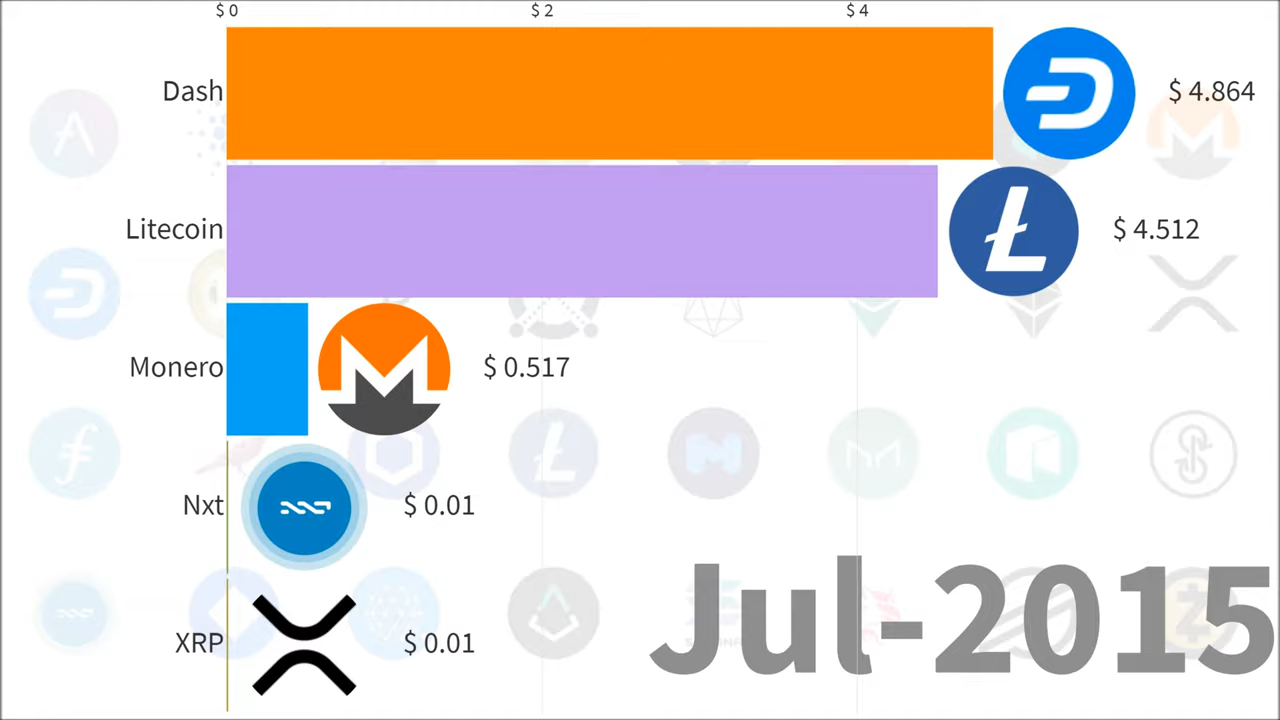 $ 0 $ 2 $ 4
Dash $ 4.864
Litecoin $ 4.512
Monero $ 0.517
Nxt $ 0.01
XRP $ 0.01
Jul-2015